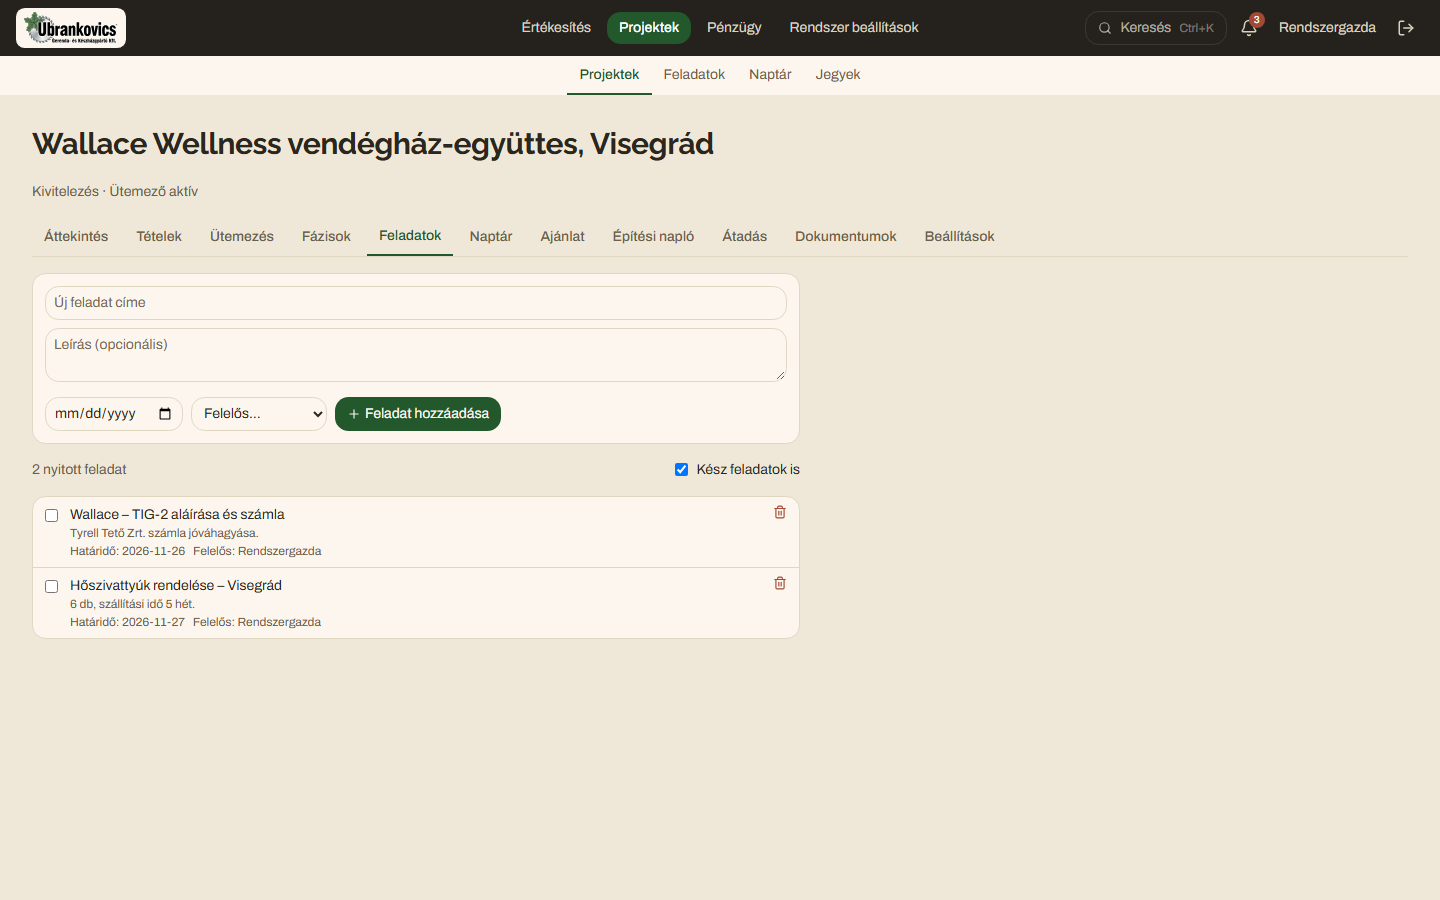 Ubrankovics
Gerenda- és Készházgyártó Kft.
Értékesítés
Projektek
Pénzügy
Rendszer beállítások
Keresés Ctrl+K
3
Rendszergazda
Projektek
Feladatok
Naptár
Jegyek
Wallace Wellness vendégház-együttes, Visegrád
Kivitelezés · Ütemező aktív
Áttekintés
Tételek
Ütemezés
Fázisok
Feladatok
Naptár
Ajánlat
Építési napló
Átadás
Dokumentumok
Beállítások
Új feladat címe
Leírás (opcionális)
mm/dd/yyyy
Felelős...
+ Feladat hozzáadása
2 nyitott feladat
Kész feladatok is
Wallace – TIG-2 aláírása és számla
Tyrell Tető Zrt. számla jóváhagyása.
Határidő: 2026-11-26 Felelős: Rendszergazda
Hőszivattyúk rendelése – Visegrád
6 db, szállítási idő 5 hét.
Határidő: 2026-11-27 Felelős: Rendszergazda